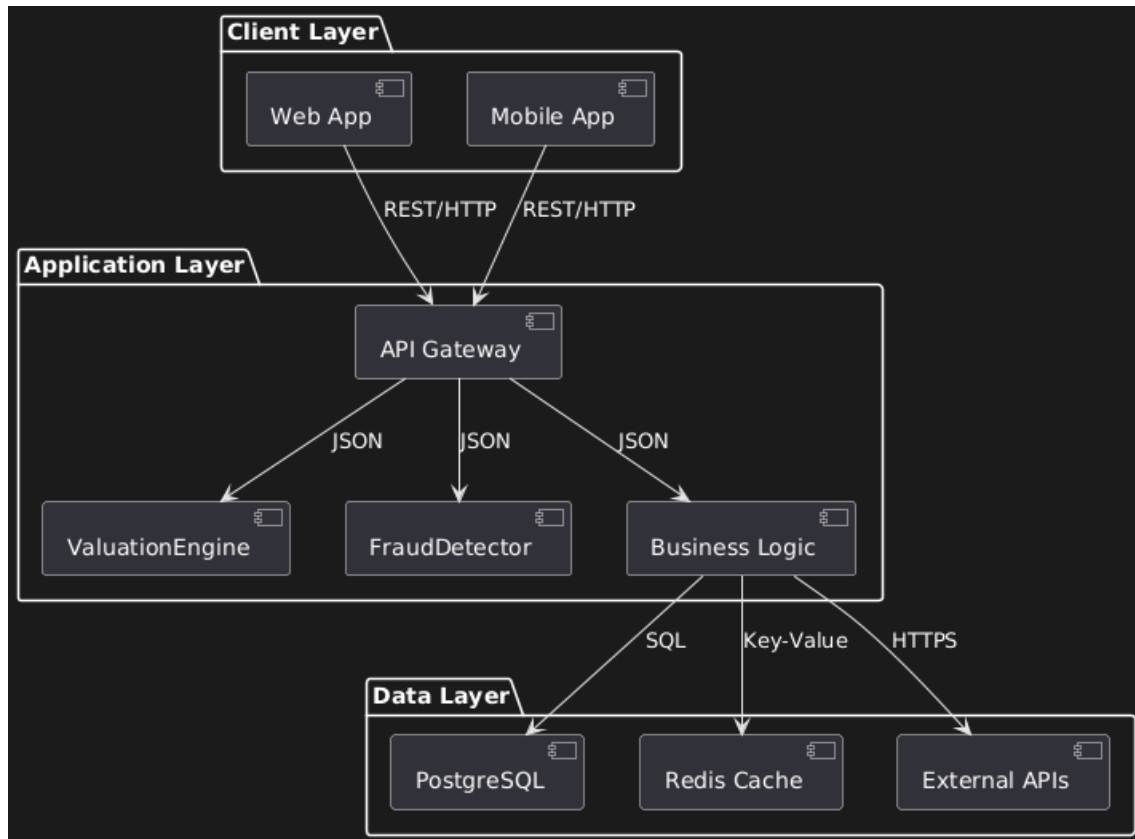 Client Layer
Web App
Mobile App
REST/HTTP
REST/HTTP
Application Layer
API Gateway
JSON
JSON
JSON
ValuationEngine
FraudDetector
Business Logic
SQL
Key-Value
HTTPS
Data Layer
PostgreSQL
Redis Cache
External APIs